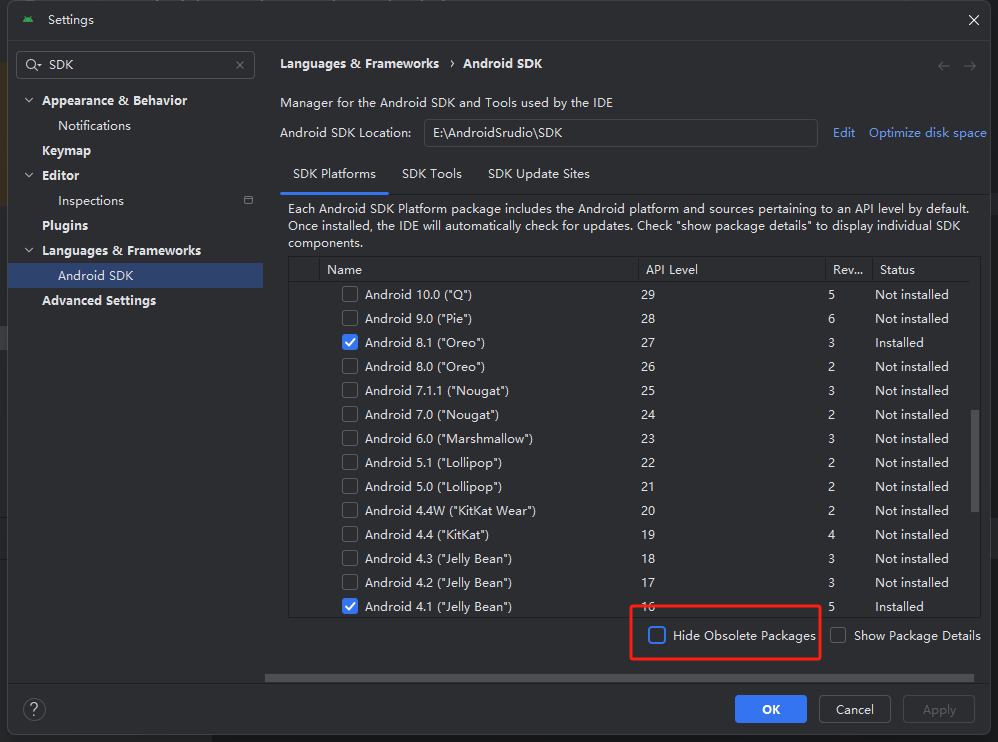 Settings
SDK
Appearance & Behavior
Notifications
Keymap
Editor
Inspections
Plugins
Languages & Frameworks
Android SDK
Advanced Settings
Languages & Frameworks › Android SDK
Manager for the Android SDK and Tools used by the IDE
Android SDK Location: E:\AndroidSrudio\SDK Edit Optimize disk space
SDK Platforms SDK Tools SDK Update Sites
Each Android SDK Platform package includes the Android platform and sources pertaining to an API level by default.
Once installed, the IDE will automatically check for updates. Check "show package details" to display individual SDK
components.
Name API Level Rev... Status
Android 10.0 ("Q") 29 5 Not installed
Android 9.0 ("Pie") 28 6 Not installed
Android 8.1 ("Oreo") 27 3 Installed
Android 8.0 ("Oreo") 26 2 Not installed
Android 7.1.1 ("Nougat") 25 3 Not installed
Android 7.0 ("Nougat") 24 2 Not installed
Android 6.0 ("Marshmallow") 23 3 Not installed
Android 5.1 ("Lollipop") 22 2 Not installed
Android 5.0 ("Lollipop") 21 2 Not installed
Android 4.4W ("KitKat Wear") 20 2 Not installed
Android 4.4 ("KitKat") 19 4 Not installed
Android 4.3 ("Jelly Bean") 18 3 Not installed
Android 4.2 ("Jelly Bean") 17 3 Not installed
Android 4.1 ("Jelly Bean") 16 5 Installed
Hide Obsolete Packages Show Package Details
? OK Cancel Apply